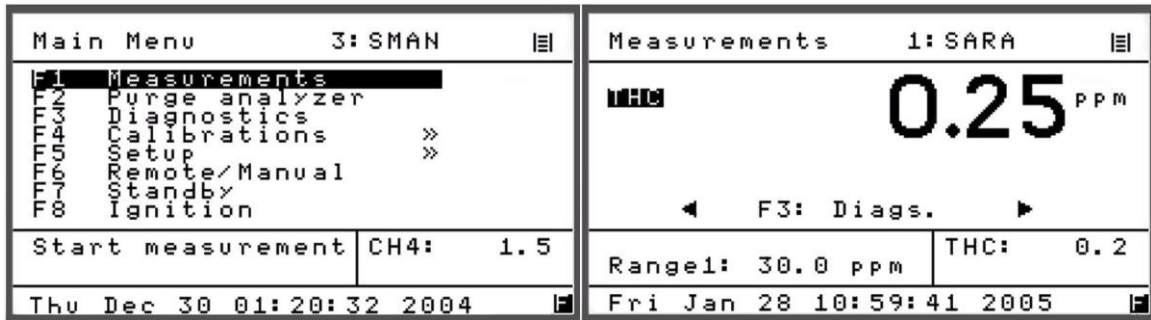 Main Menu 3:SMAN
F1 Measurements
F2 Purge analyzer
F3 Diagnostics
F4 Calibrations »
F5 Setup »
F6 Remote/Manual
F7 Standby
F8 Ignition
Start measurement CH4: 1.5
Thu Dec 30 01:20:32 2004 F
Measurements 1:SARA
THC 0.25 ppm
◄ F3: Diags. ►
THC: 0.2
Range1: 30.0 ppm
Fri Jan 28 10:59:41 2005 F